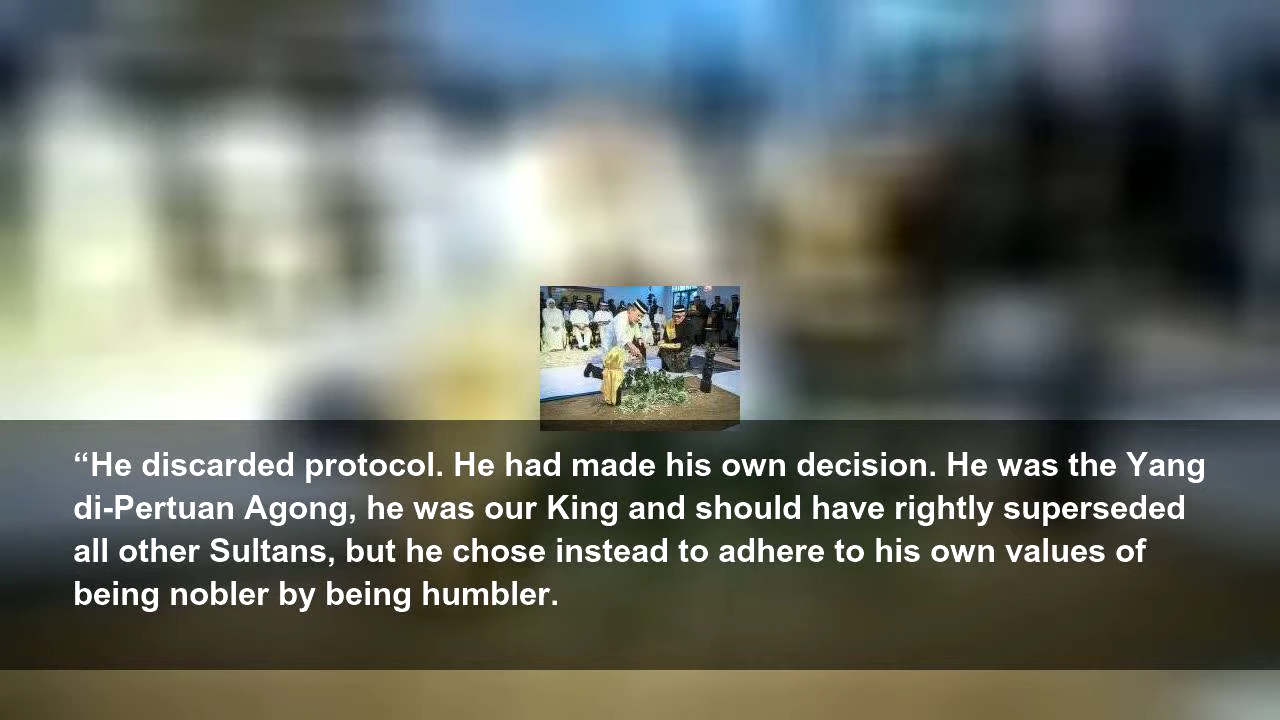 “He discarded protocol. He had made his own decision. He was the Yang
di-Pertuan Agong, he was our King and should have rightly superseded
all other Sultans, but he chose instead to adhere to his own values of
being nobler by being humbler.